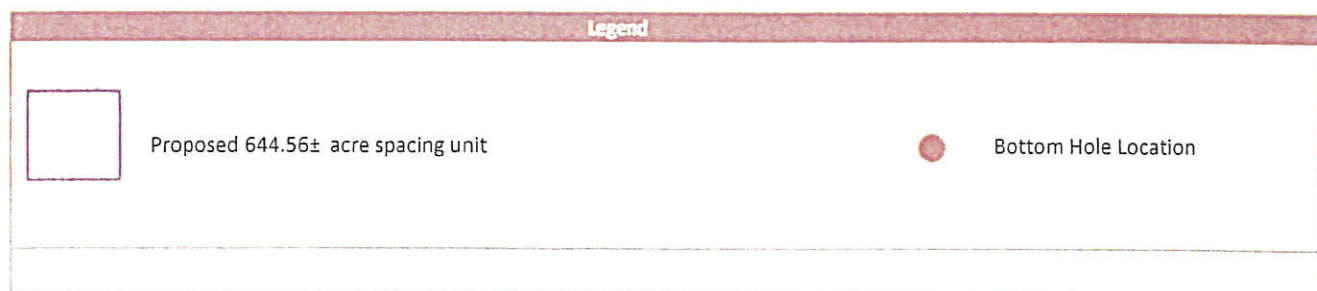 Legend
Proposed 644.56± acre spacing unit
Bottom Hole Location